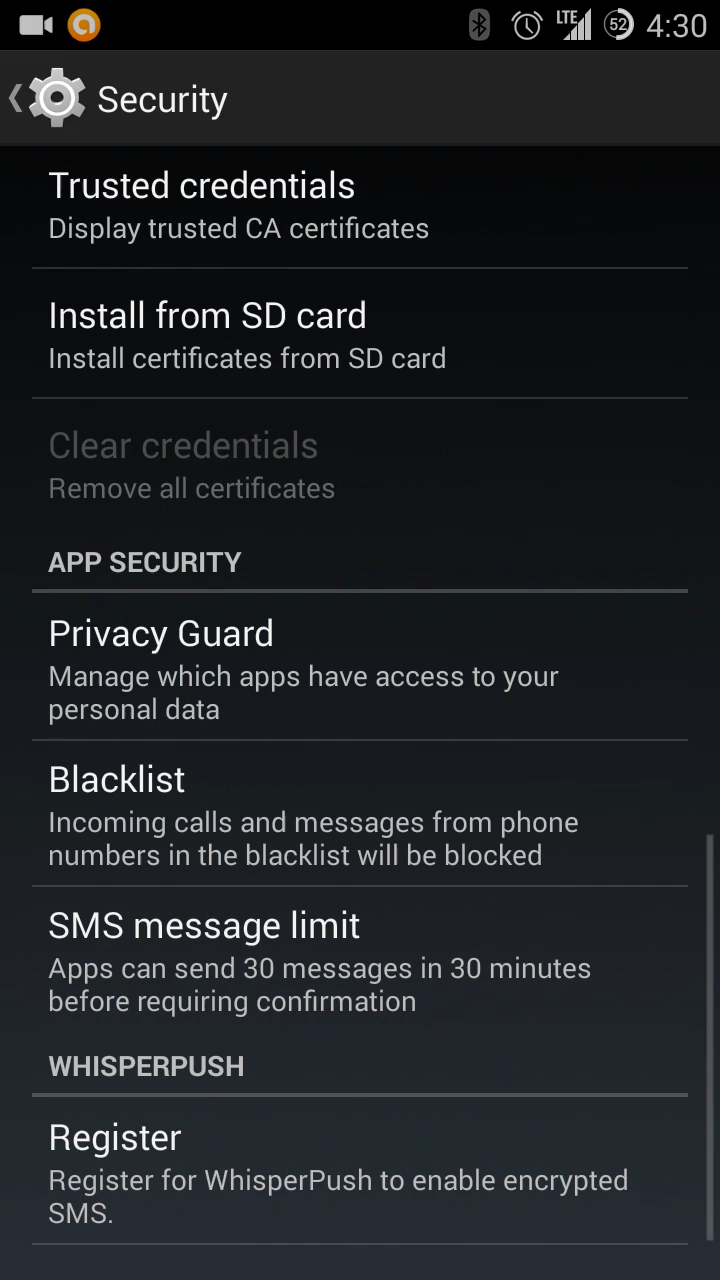 LTE 52 4:30
Security
Trusted credentials
Display trusted CA certificates
Install from SD card
Install certificates from SD card
Clear credentials
Remove all certificates
APP SECURITY
Privacy Guard
Manage which apps have access to your
personal data
Blacklist
Incoming calls and messages from phone
numbers in the blacklist will be blocked
SMS message limit
Apps can send 30 messages in 30 minutes
before requiring confirmation
WHISPERPUSH
Register
Register for WhisperPush to enable encrypted
SMS.